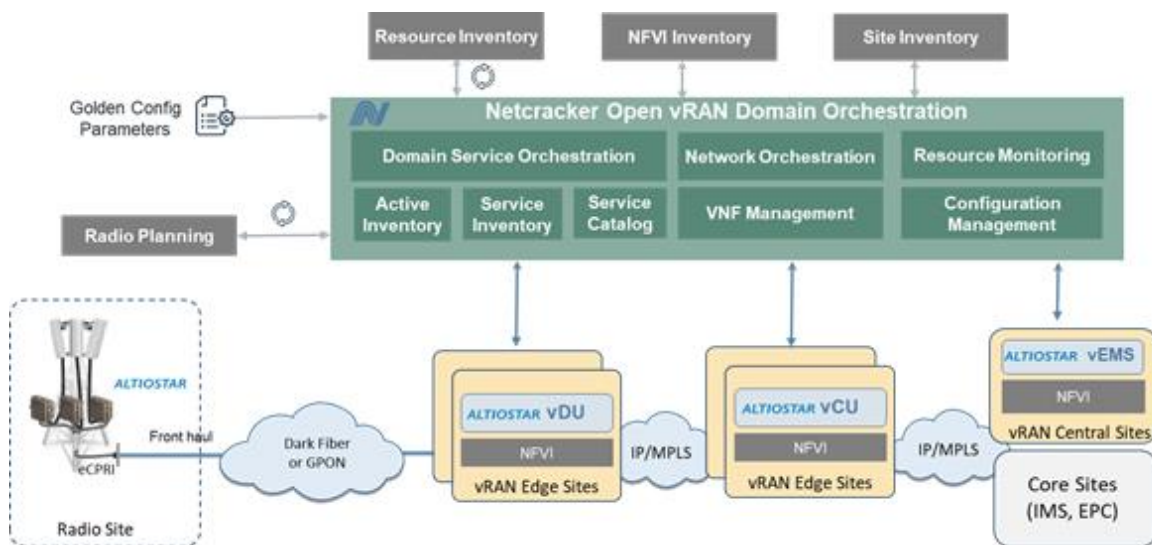 Resource Inventory
NFVI Inventory
Site Inventory
Golden Config
Parameters
Netcracker Open vRAN Domain Orchestration
Domain Service Orchestration
Network Orchestration
Resource Monitoring
Active
Inventory
Service
Inventory
Service
Catalog
VNF Management
Configuration
Management
Radio Planning
ALTIOSTAR
Front haul
eCPRI
Radio Site
Dark Fiber
or GPON
ALTIOSTAR vDU
NFVI
vRAN Edge Sites
IP/MPLS
ALTIOSTAR vCU
NFVI
vRAN Edge Sites
IP/MPLS
ALTIOSTAR vEMS
NFVI
vRAN Central Sites
Core Sites
(IMS, EPC)